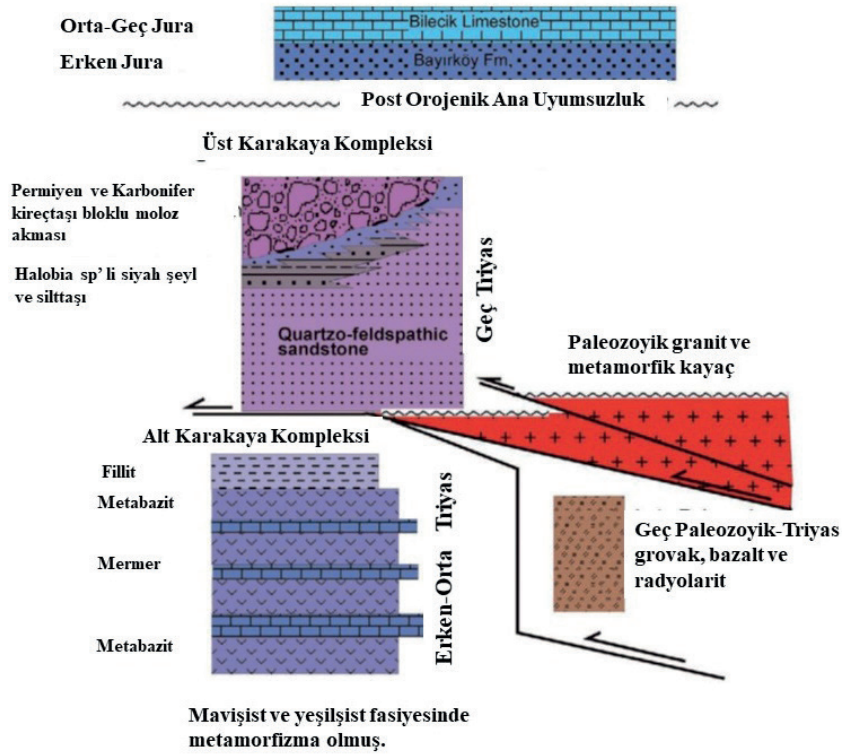 Orta-Geç Jura
Bilecik Limestone
Erken Jura
Bayırköy Fm.
Post Orojenik Ana Uyumsuzluk
Üst Karakaya Kompleksi
Permiyen ve Karbonifer
kireçtaşı bloklu moloz
akması
Halobia sp' li siyah şeyl
ve silttaşı
Quartzo-feldspathic
sandstone
Geç Triyas
Paleozoyik granit ve
metamorfik kayaç
Alt Karakaya Kompleksi
Fillit
Metabazit
Mermer
Metabazit
Erken-Orta Triyas
Geç Paleozoyik-Triyas
grovak, bazalt ve
radyolarit
Mavişist ve yeşilşist fasiyesinde
metamorfizma olmuş.